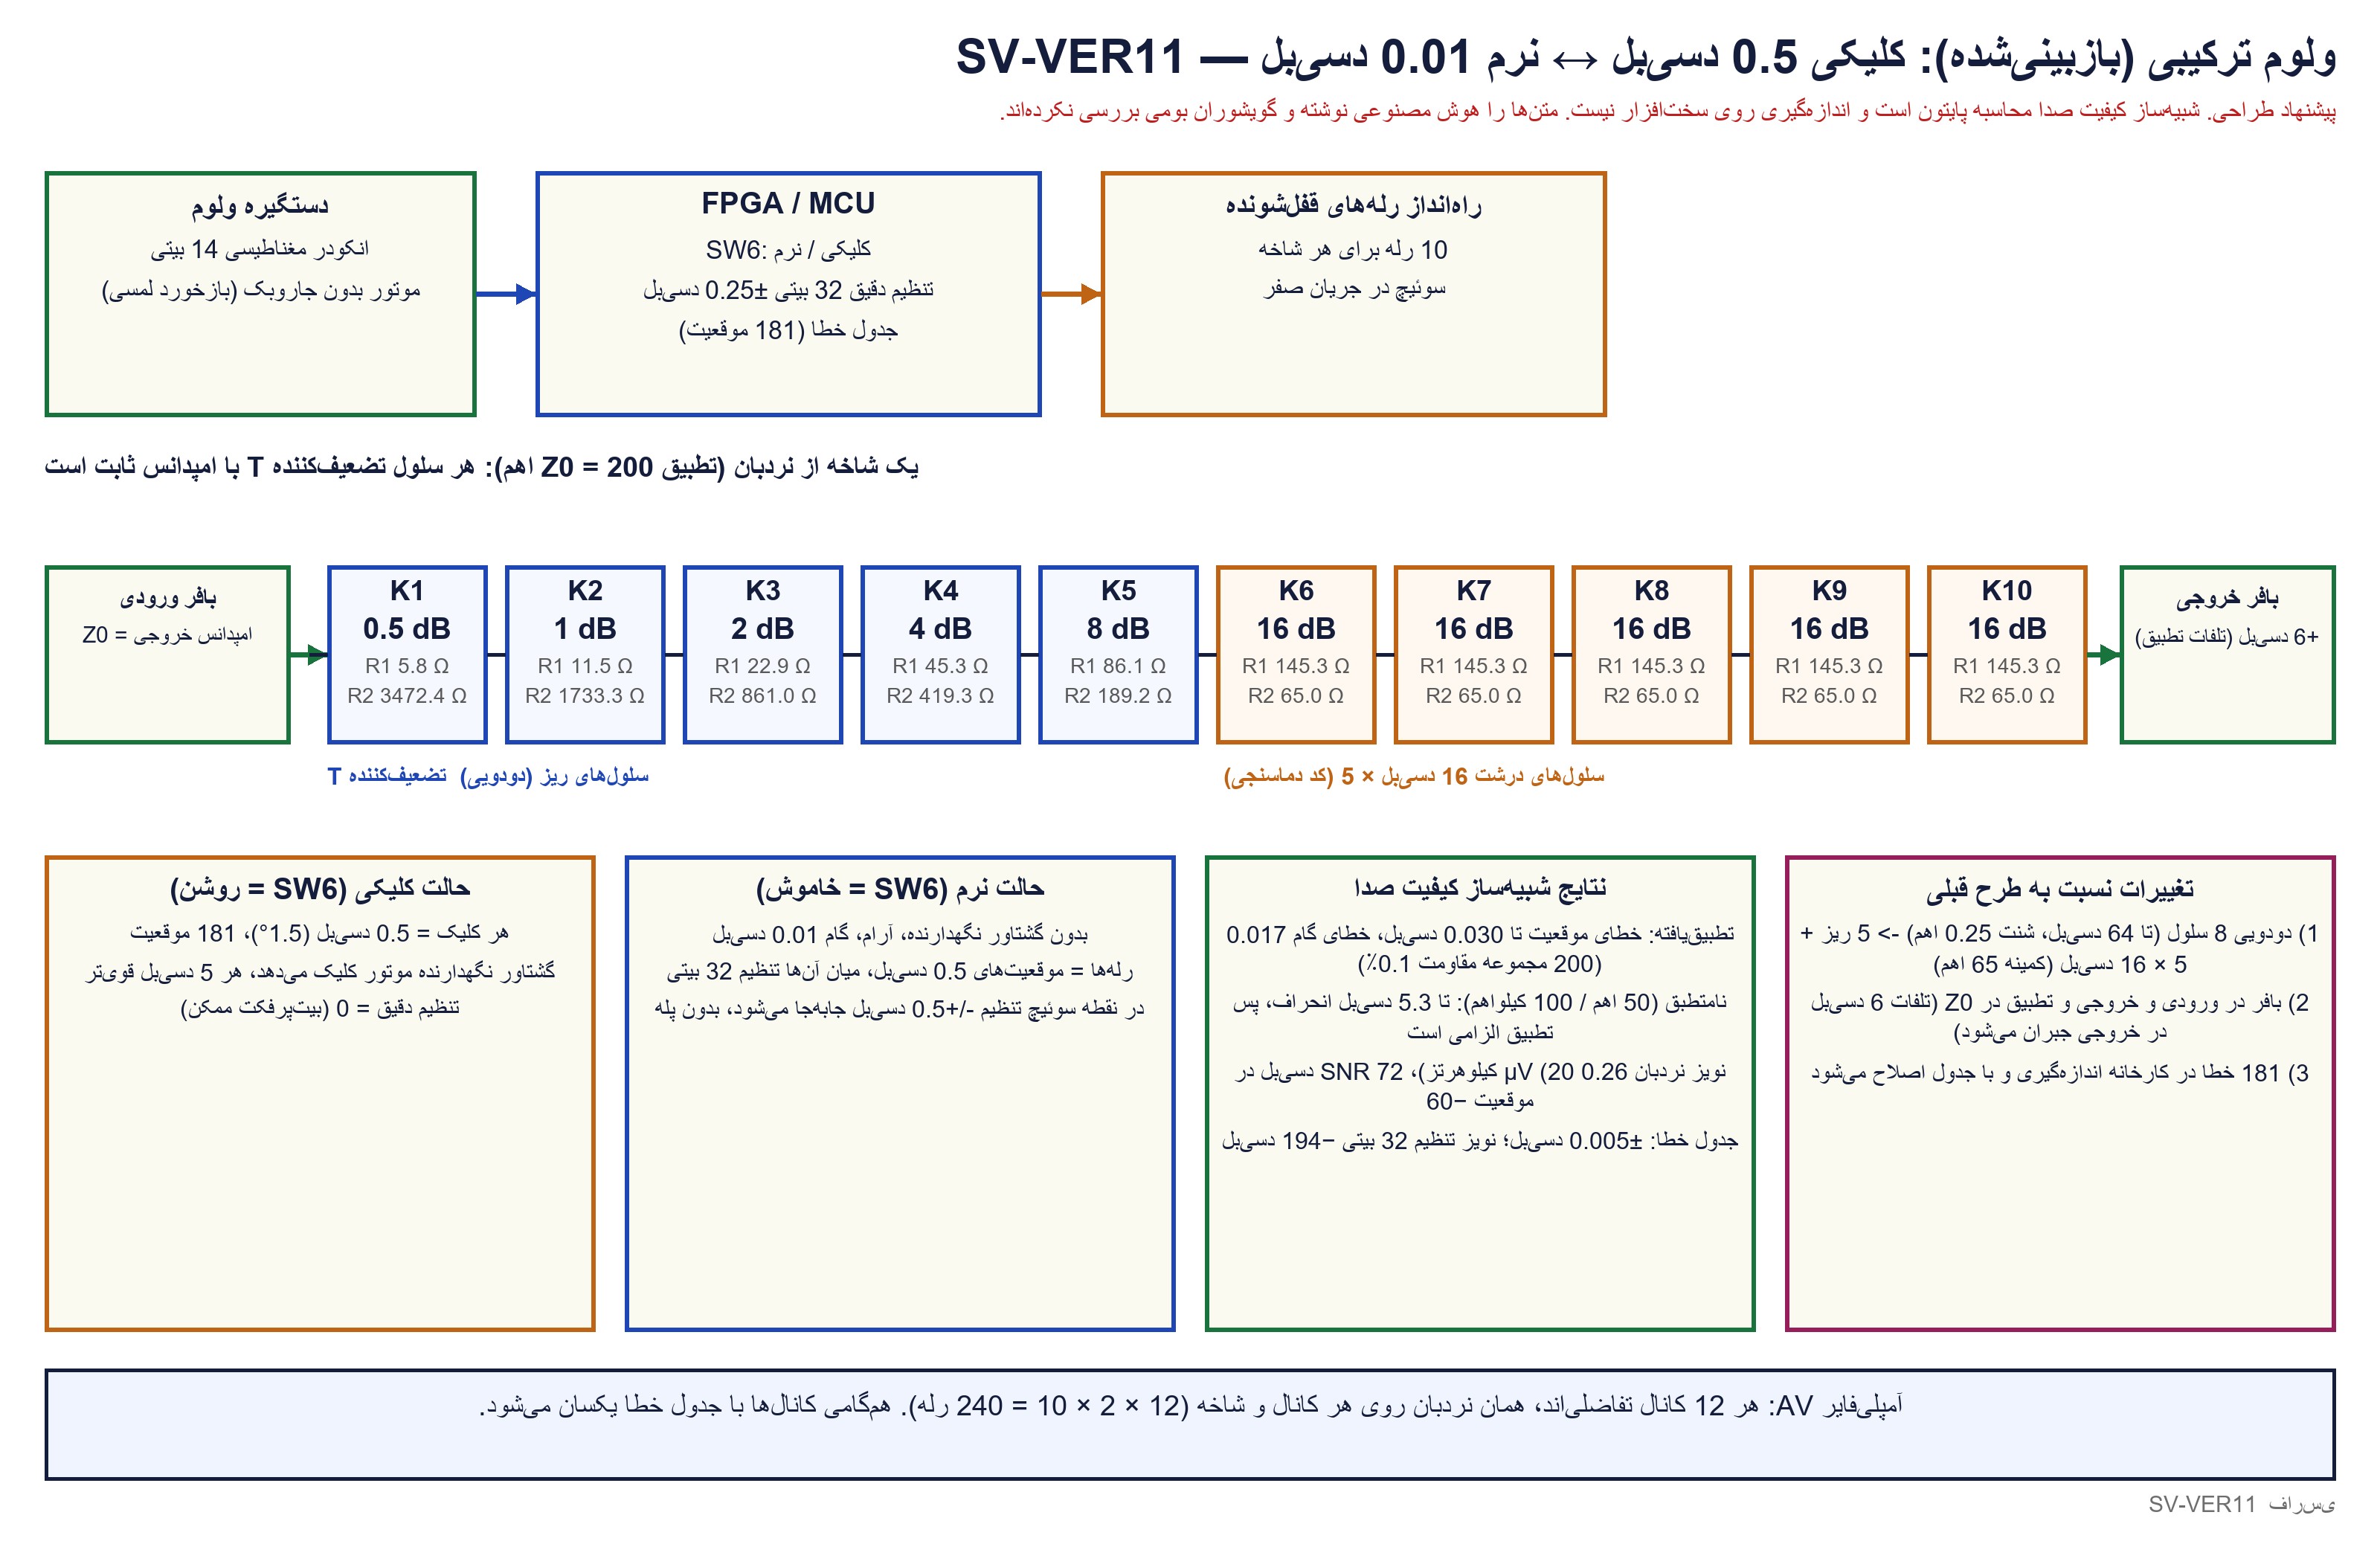 ولوم ترکیبی (بازبینی‌شده): کلیکی 0.5 دسی‌بل ↔ نرم 0.01 دسی‌بل — SV-VER11
پیشنهاد طراحی. شبیه‌ساز کیفیت صدا محاسبه پایتون است و اندازه‌گیری روی سخت‌افزار نیست. متن‌ها را هوش مصنوعی نوشته و گویشوران بومی بررسی نکرده‌اند.
دستگیره ولوم
انکودر مغناطیسی 14 بیتی
موتور بدون جاروبک (بازخورد لمسی)
FPGA / MCU
SW6: کلیکی / نرم
تنظیم دقیق 32 بیتی ±0.25 دسی‌بل
جدول خطا (181 موقعیت)
راه‌انداز رله‌های قفل‌شونده
10 رله برای هر شاخه
سوئیچ در جریان صفر
یک شاخه از نردبان (تطبیق Z0 = 200 اهم): هر سلول تضعیف‌کننده T با امپدانس ثابت است
بافر ورودی
امپدانس خروجی = Z0
K1
0.5 dB
R1 5.8 Ω
R2 3472.4 Ω
K2
1 dB
R1 11.5 Ω
R2 1733.3 Ω
K3
2 dB
R1 22.9 Ω
R2 861.0 Ω
K4
4 dB
R1 45.3 Ω
R2 419.3 Ω
K5
8 dB
R1 86.1 Ω
R2 189.2 Ω
K6
16 dB
R1 145.3 Ω
R2 65.0 Ω
K7
16 dB
R1 145.3 Ω
R2 65.0 Ω
K8
16 dB
R1 145.3 Ω
R2 65.0 Ω
K9
16 dB
R1 145.3 Ω
R2 65.0 Ω
K10
16 dB
R1 145.3 Ω
R2 65.0 Ω
بافر خروجی
+6 دسی‌بل (تلفات تطبیق)
سلول‌های ریز (دودویی)  تضعیف‌کننده T
سلول‌های درشت 16 دسی‌بل × 5 (کد دماسنجی)
حالت کلیکی (SW6 = روشن)
هر کلیک = 0.5 دسی‌بل (1.5°)، 181 موقعیت
گشتاور نگهدارنده موتور کلیک می‌دهد، هر 5 دسی‌بل قوی‌تر
تنظیم دقیق = 0 (بیت‌پرفکت ممکن)
حالت نرم (SW6 = خاموش)
بدون گشتاور نگهدارنده، آرام، گام 0.01 دسی‌بل
رله‌ها = موقعیت‌های 0.5 دسی‌بل، میان آن‌ها تنظیم 32 بیتی
در نقطه سوئیچ تنظیم -/+0.5 دسی‌بل جابه‌جا می‌شود، بدون پله
نتایج شبیه‌ساز کیفیت صدا
تطبیق‌یافته: خطای موقعیت تا 0.030 دسی‌بل، خطای گام 0.017
(200 مجموعه مقاومت 0.1٪)
نامتطبق (50 اهم / 100 کیلواهم): تا 5.3 دسی‌بل انحراف، پس
تطبیق الزامی است
نویز نردبان 0.26 µV (20 کیلوهرتز)، SNR 72 دسی‌بل در
موقعیت −60
جدول خطا: ±0.005 دسی‌بل؛ نویز تنظیم 32 بیتی −194 دسی‌بل
تغییرات نسبت به طرح قبلی
1) دودویی 8 سلول (تا 64 دسی‌بل، شنت 0.25 اهم) -> 5 ریز +
5 × 16 دسی‌بل (کمینه 65 اهم)
2) بافر در ورودی و خروجی و تطبیق در Z0 (تلفات 6 دسی‌بل
در خروجی جبران می‌شود)
3) 181 خطا در کارخانه اندازه‌گیری و با جدول اصلاح می‌شود
آمپلی‌فایر AV: هر 12 کانال تفاضلی‌اند، همان نردبان روی هر کانال و شاخه (12 × 2 × 10 = 240 رله). هم‌گامی کانال‌ها با جدول خطا یکسان می‌شود.
SV-VER11  فارسی